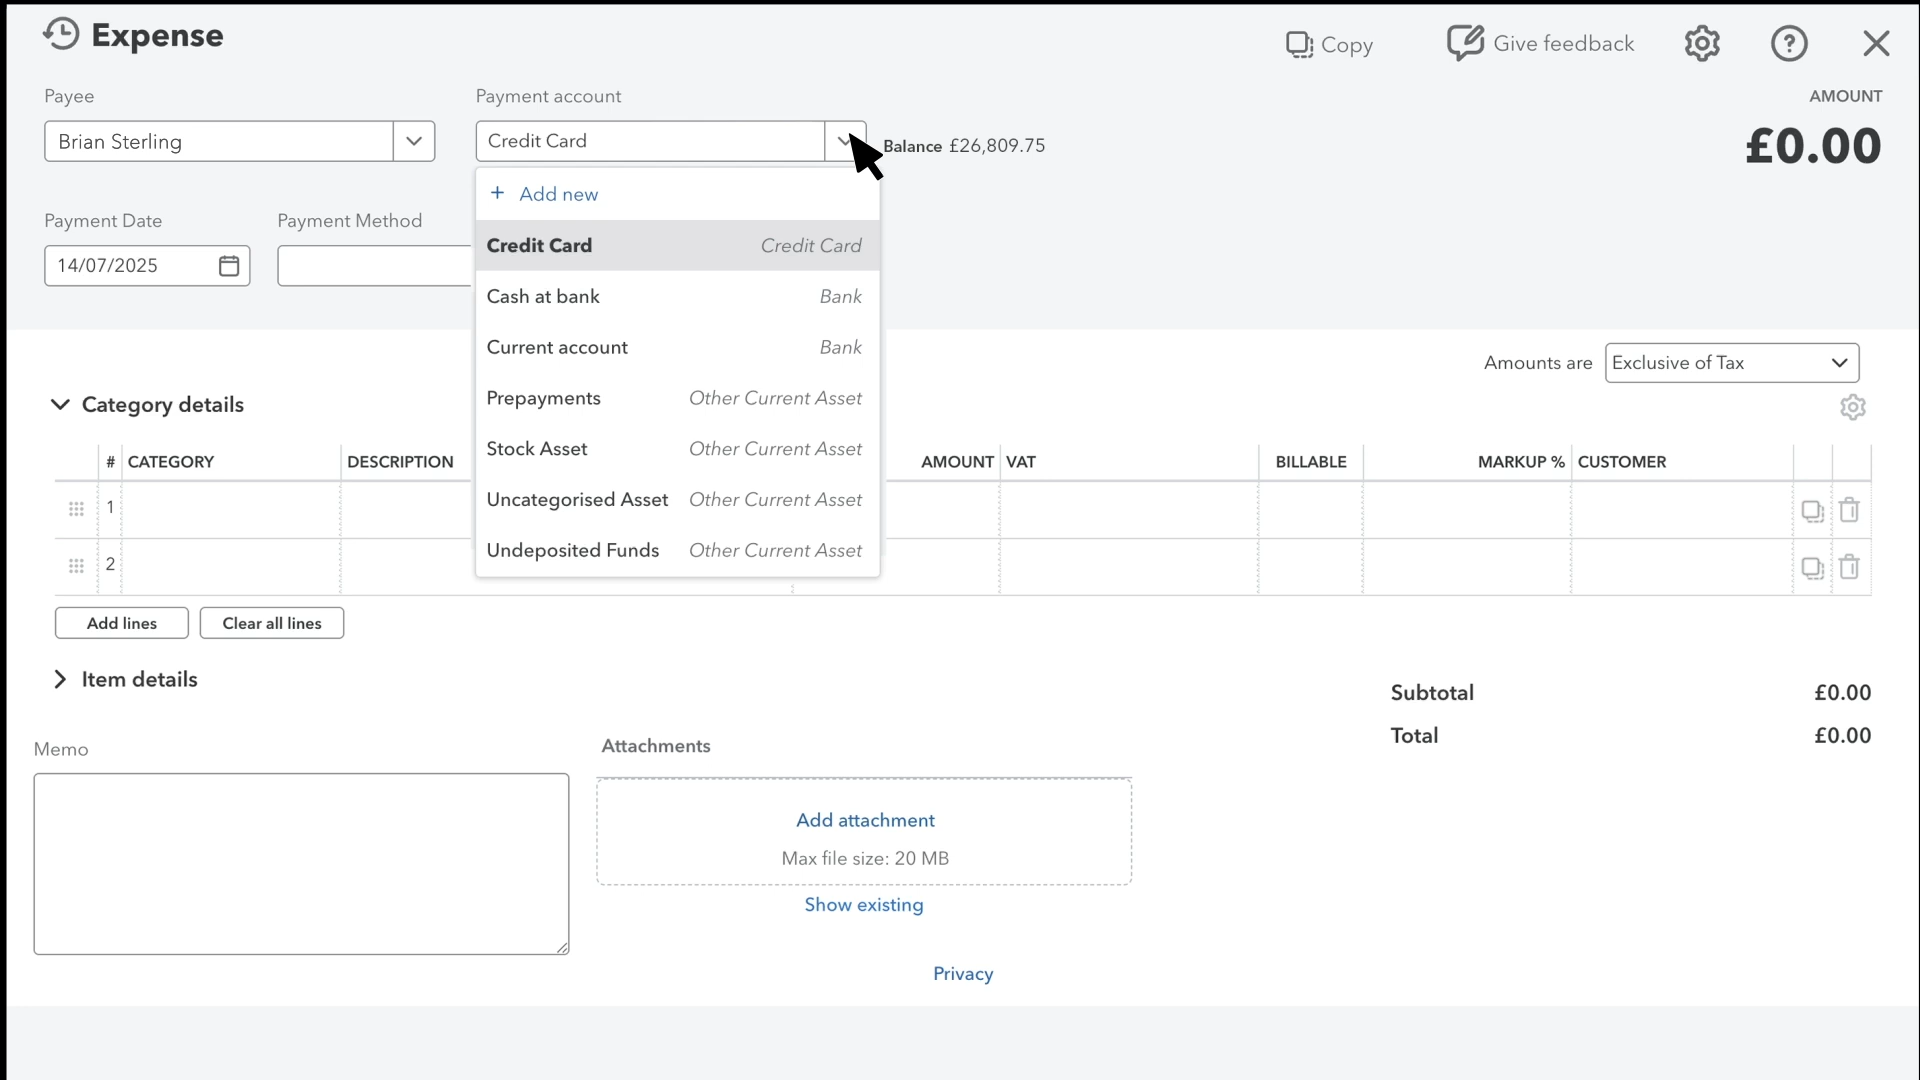 Expense
Copy
Give feedback
Payee
Payment account
AMOUNT
Brian Sterling
Credit Card
Balance £26,809.75
£0.00
+ Add new
Payment Date
Payment Method
14/07/2025
Credit Card Credit Card
Cash at bank Bank
Current account Bank
Prepayments Other Current Asset
Stock Asset Other Current Asset
Uncategorised Asset Other Current Asset
Undeposited Funds Other Current Asset
Amounts are Exclusive of Tax
Category details
# CATEGORY DESCRIPTION AMOUNT VAT BILLABLE MARKUP % CUSTOMER
1
2
Add lines Clear all lines
Item details
Subtotal £0.00
Total £0.00
Memo
Attachments
Add attachment
Max file size: 20 MB
Show existing
Privacy